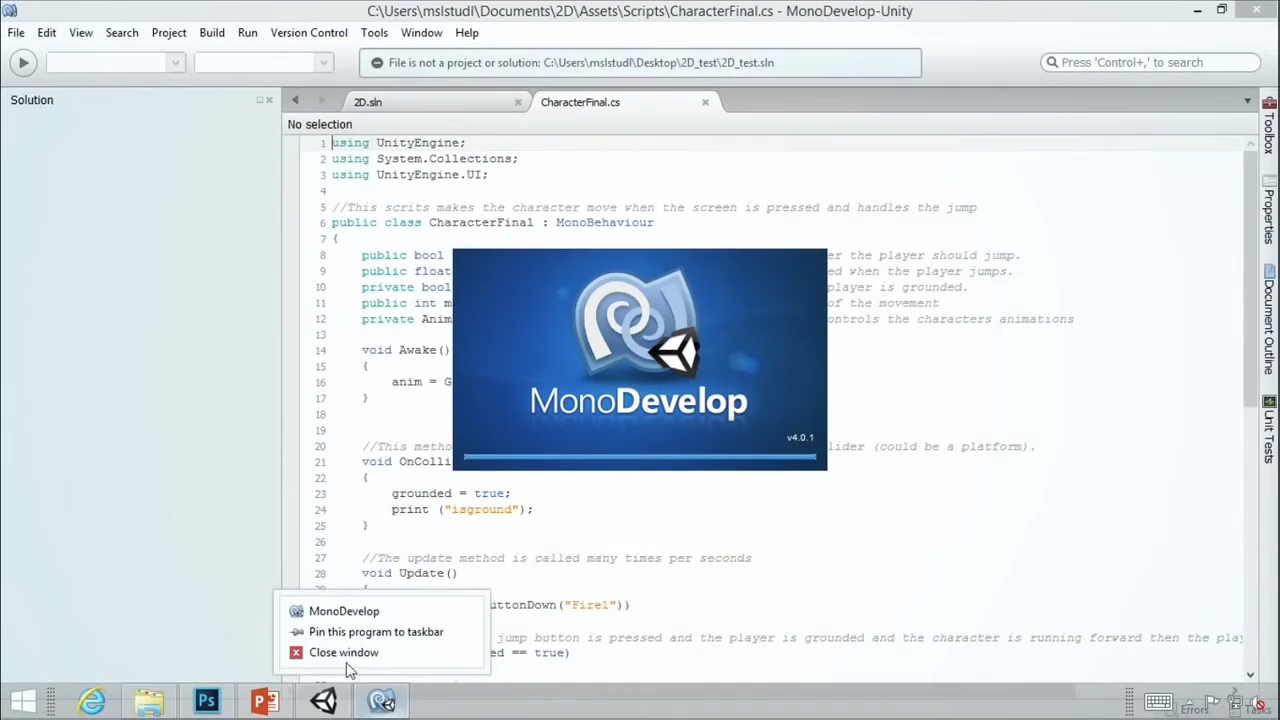 C:\Users\mslstudl\Documents\2D\Assets\Scripts\CharacterFinal.cs - MonoDevelop-Unity
File Edit View Search Project Build Run Version Control Tools Window Help
File is not a project or solution: C:\Users\mslstudl\Desktop\2D_test\2D_test.sln
Press 'Control+,' to search
Solution
2D.sln
CharacterFinal.cs
No selection
1 using UnityEngine;
2 using System.Collections;
3 using UnityEngine.UI;
4
5 //This scrits makes the character move when the screen is pressed and handles the jump
6 public class CharacterFinal : MonoBehaviour
7 {
8 public bool er the player should jump.
9 public float ed when the player jumps.
10 private bool player is grounded.
11 public int m of the movement
12 private Anim ontrols the characters animations
13
14 void Awake()
15 {
16 anim = G
17 }
18
20 //This metho lider (could be a platform).
21 void OnColli
22 {
23 grounded = true;
24 print ("isground");
25 }
26
27 //The update method is called many times per seconds
28 void Update()
29 {
uttonDown("Fire1"))
jump button is pressed and the player is grounded and the character is running forward then the play
ed == true)
MonoDevelop
v4.0.1
MonoDevelop
Pin this program to taskbar
Close window
Toolbox
Properties
Document Outline
Unit Tests
Ps
Errors
Tasks